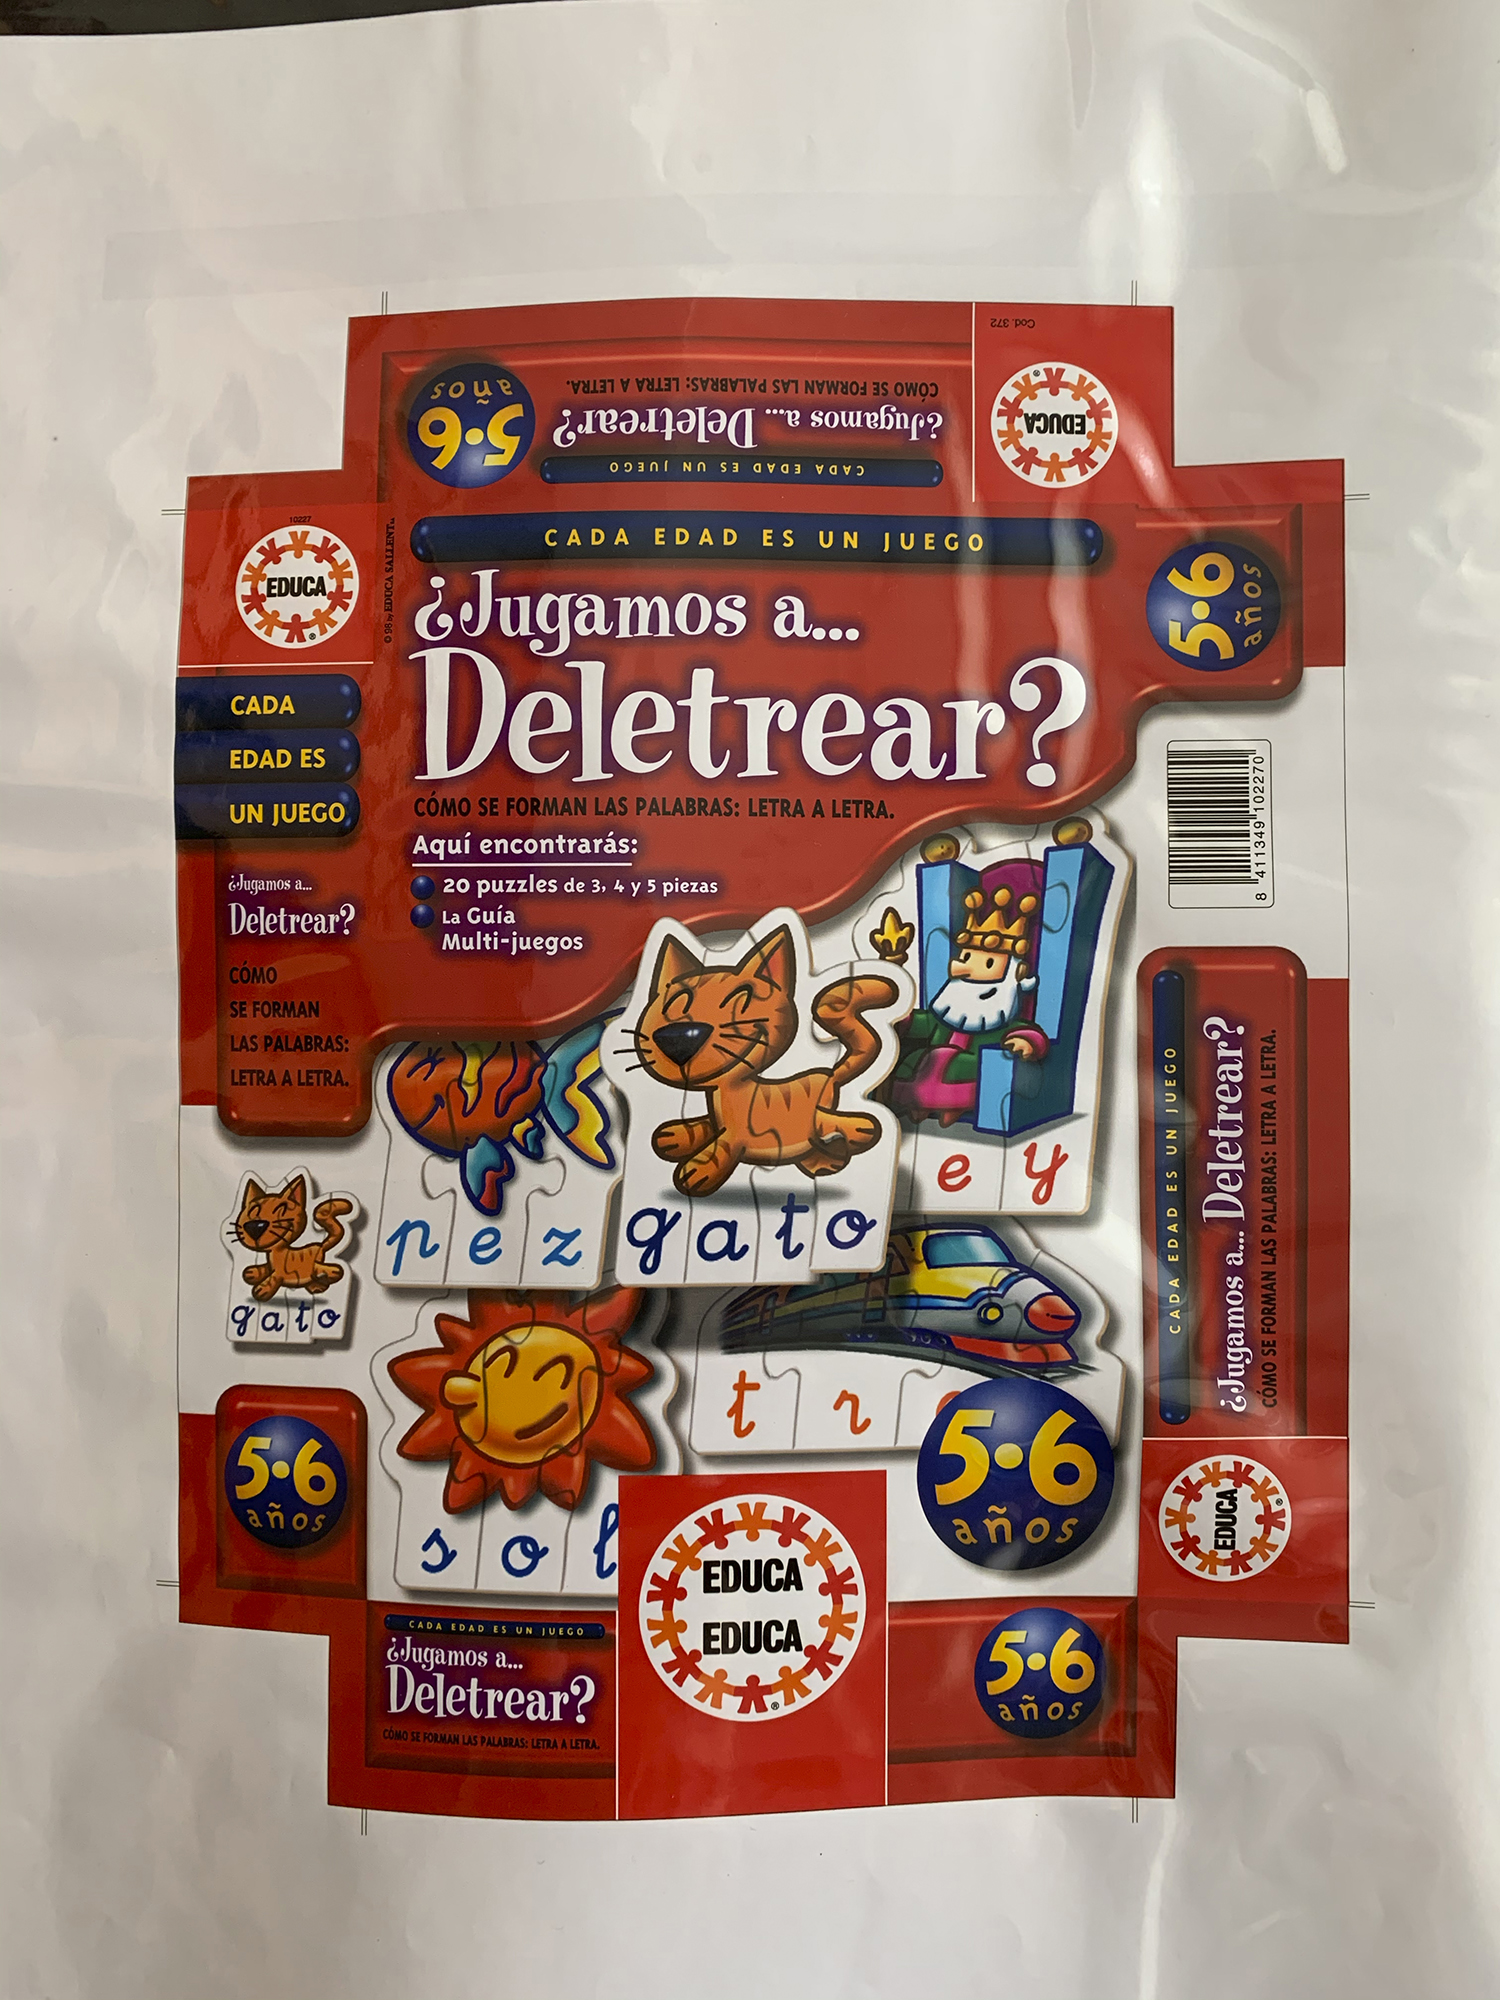 Cod. 372
EDUCA
CÓMO SE FORMAN LAS PALABRAS: LETRA A LETRA.
¿Jugamos a... Deletrear?
CADA EDAD ES UN JUEGO
5·6
años
10227
EDUCA
© 98 by EDUCA SALLENT
CADA
EDAD ES
UN JUEGO
¿Jugamos a...
Deletrear?
CÓMO
SE FORMAN
LAS PALABRAS:
LETRA A LETRA.
gato
5·6
años
CADA EDAD ES UN JUEGO
¿Jugamos a...
Deletrear?
CÓMO SE FORMAN LAS PALABRAS: LETRA A LETRA.
Aquí encontrarás:
20 puzzles de 3, 4 y 5 piezas
La Guía
Multi-juegos
e y
pez
gato
t r
sol
5·6
años
EDUCA
EDUCA
5·6
años
8 411349 102270
CADA EDAD ES UN JUEGO
¿Jugamos a... Deletrear?
CÓMO SE FORMAN LAS PALABRAS: LETRA A LETRA.
EDUCA
CADA EDAD ES UN JUEGO
¿Jugamos a...
Deletrear?
CÓMO SE FORMAN LAS PALABRAS: LETRA A LETRA.
5·6
años